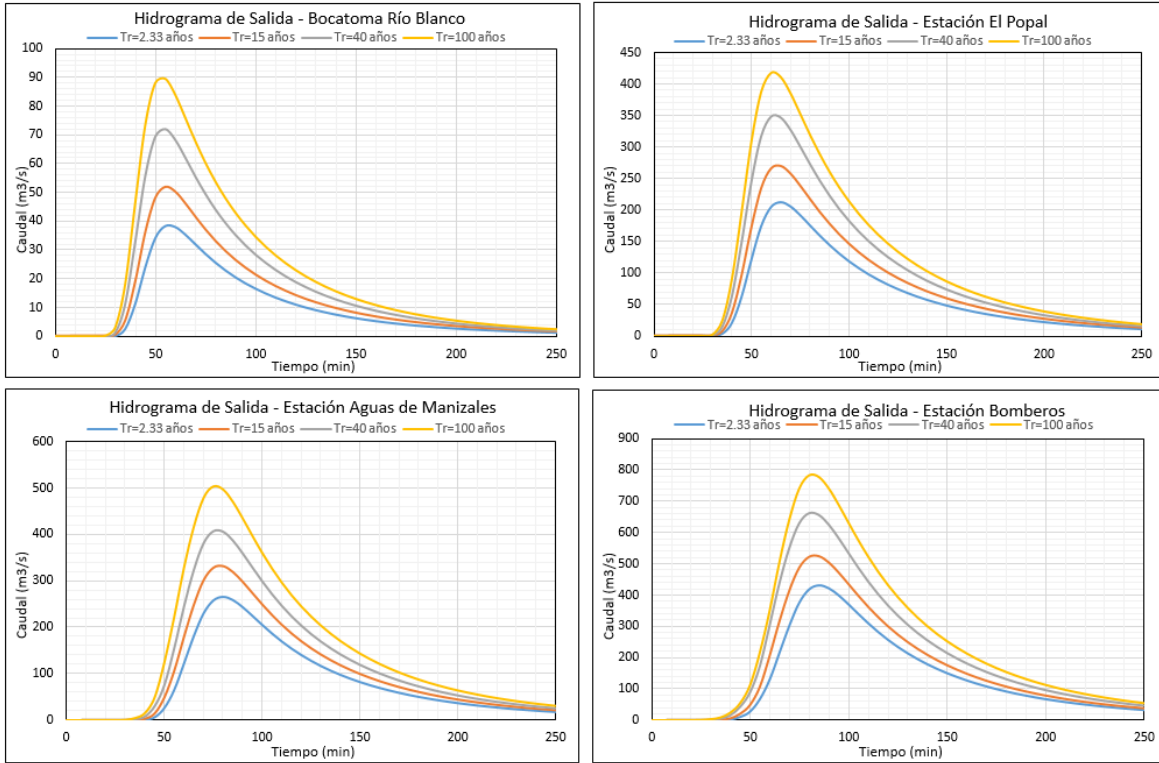 Hidrograma de Salida - Bocatoma Río Blanco
Tr=2.33 años Tr=15 años Tr=40 años Tr=100 años
100
90
80
70
60
50
40
30
20
10
0
Caudal (m3/s)
0 50 100 150 200 250
Tiempo (min)
Hidrograma de Salida - Estación El Popal
Tr=2.33 años Tr=15 años Tr=40 años Tr=100 años
450
400
350
300
250
200
150
100
50
0
Caudal (m3/s)
0 50 100 150 200 250
Tiempo (min)
Hidrograma de Salida - Estación Aguas de Manizales
Tr=2.33 años Tr=15 años Tr=40 años Tr=100 años
600
500
400
300
200
100
0
Caudal (m3/s)
0 50 100 150 200 250
Tiempo (min)
Hidrograma de Salida - Estación Bomberos
Tr=2.33 años Tr=15 años Tr=40 años Tr=100 años
900
800
700
600
500
400
300
200
100
0
Caudal (m3/s)
0 50 100 150 200 250
Tiempo (min)